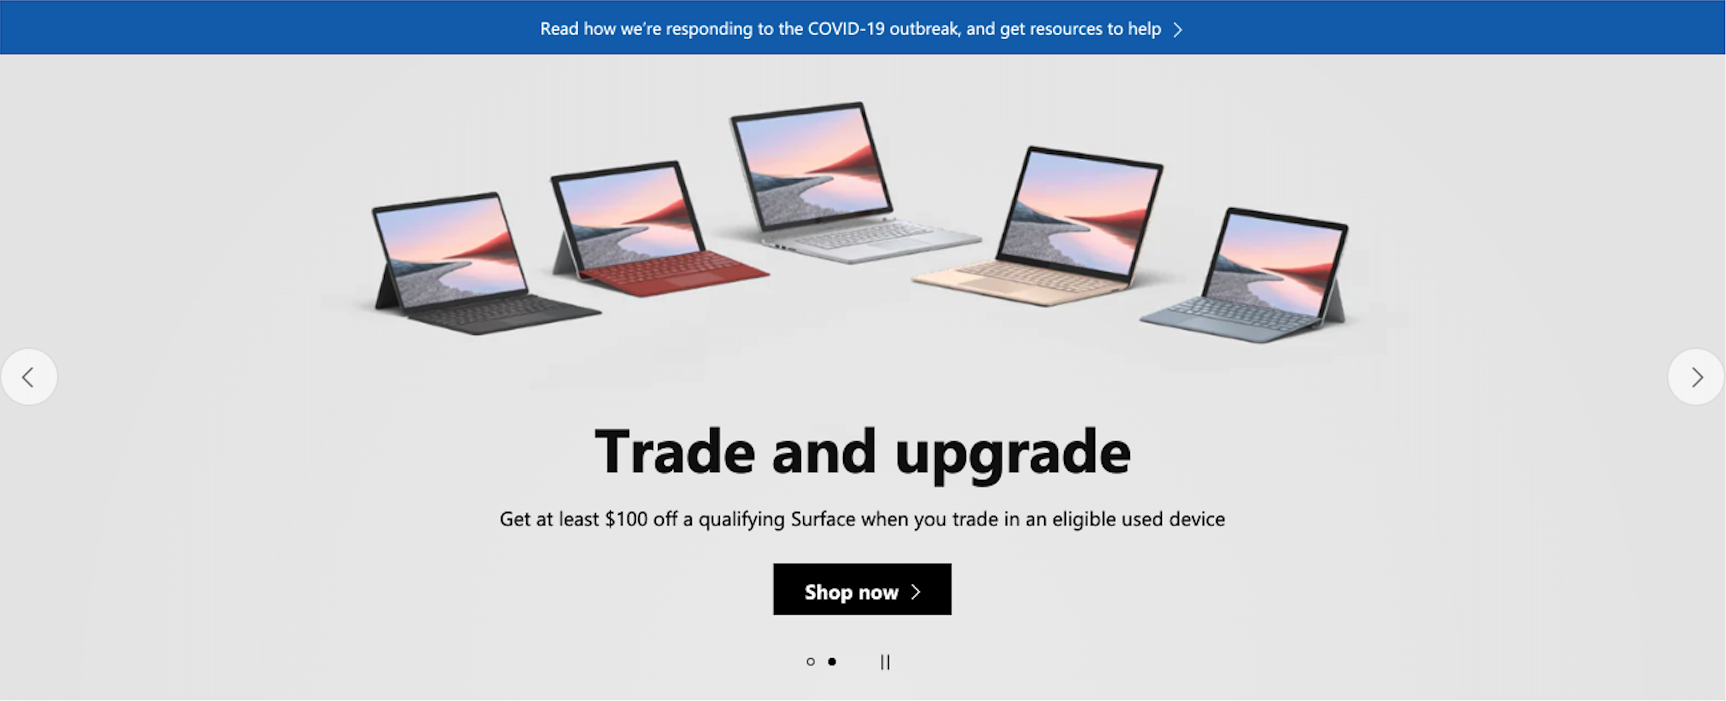 Read how we’re responding to the COVID-19 outbreak, and get resources to help
Trade and upgrade
Get at least $100 off a qualifying Surface when you trade in an eligible used device
Shop now